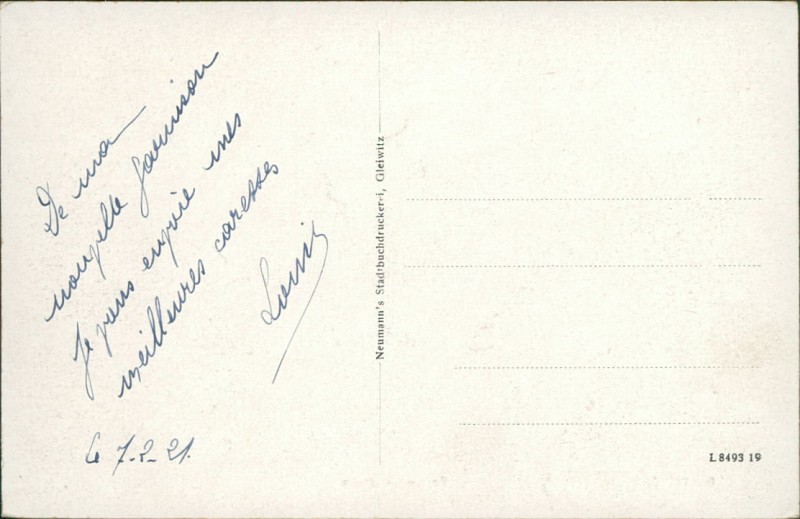 De ma
nouvelle garnison
je vous envoie mes
meilleures caresses
Louis
Le 7-2-21.
Neumann's Stadtbuchdruckerei, Gleiwitz
L 8493 19